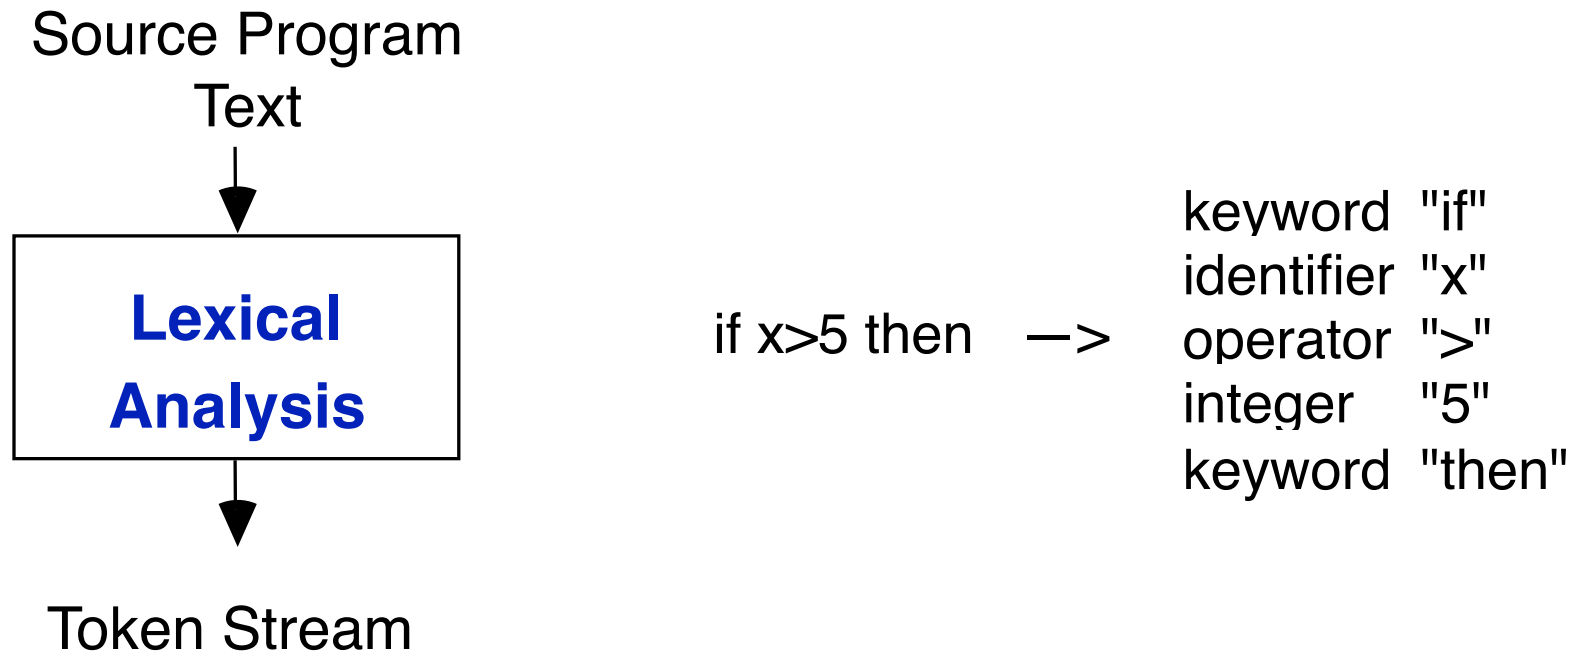 Source Program
Text
Lexical
Analysis
Token Stream
if x>5 then —>
keyword "if"
identifier "x"
operator ">"
integer "5"
keyword "then"